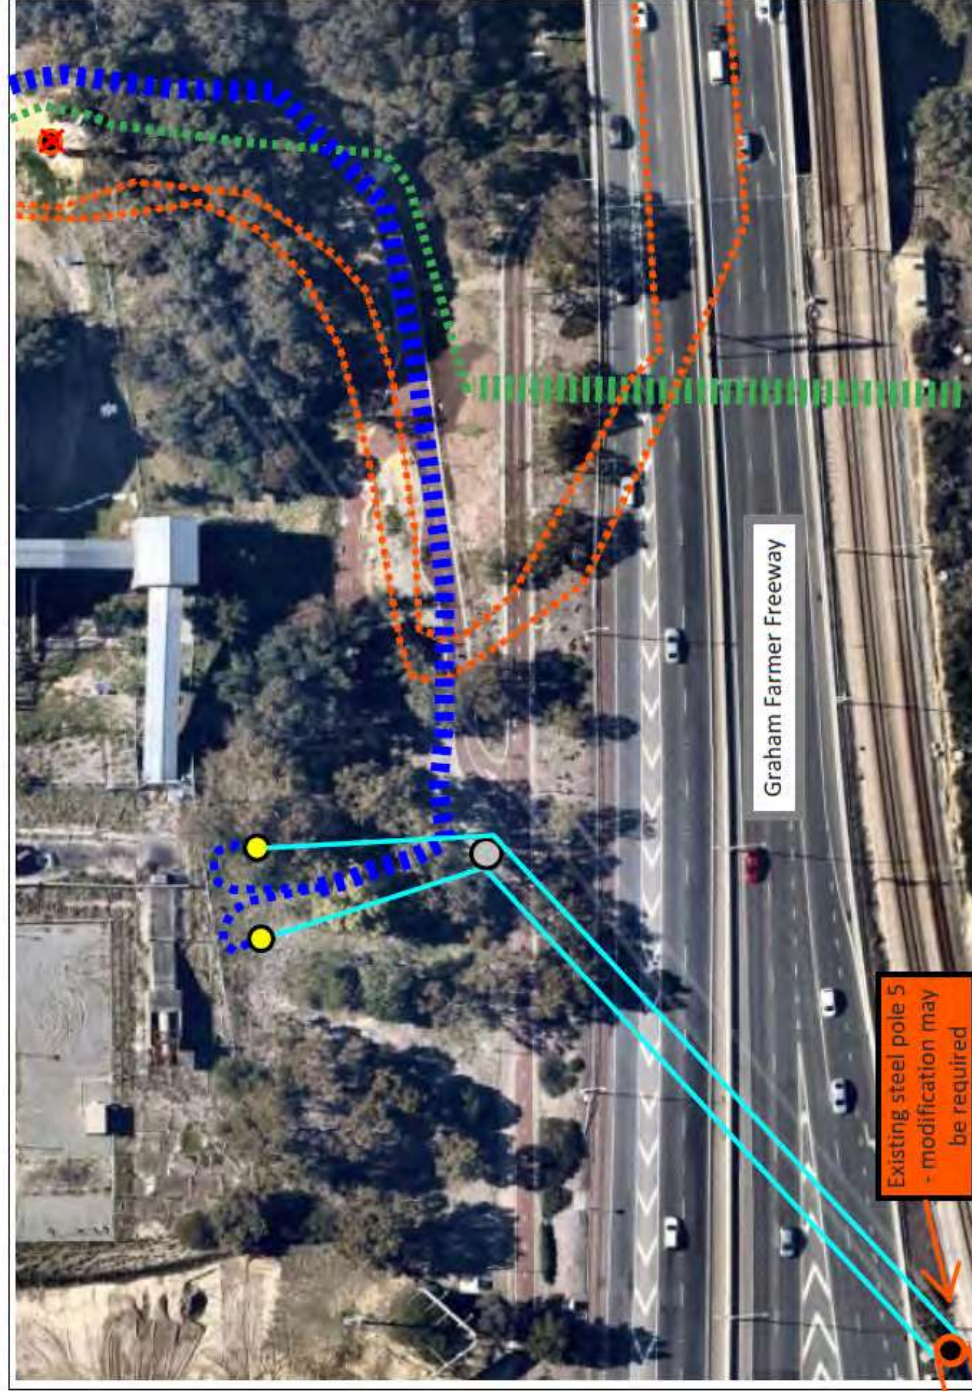 Graham Farmer Freeway
Existing steel pole 5
- modification may
be required